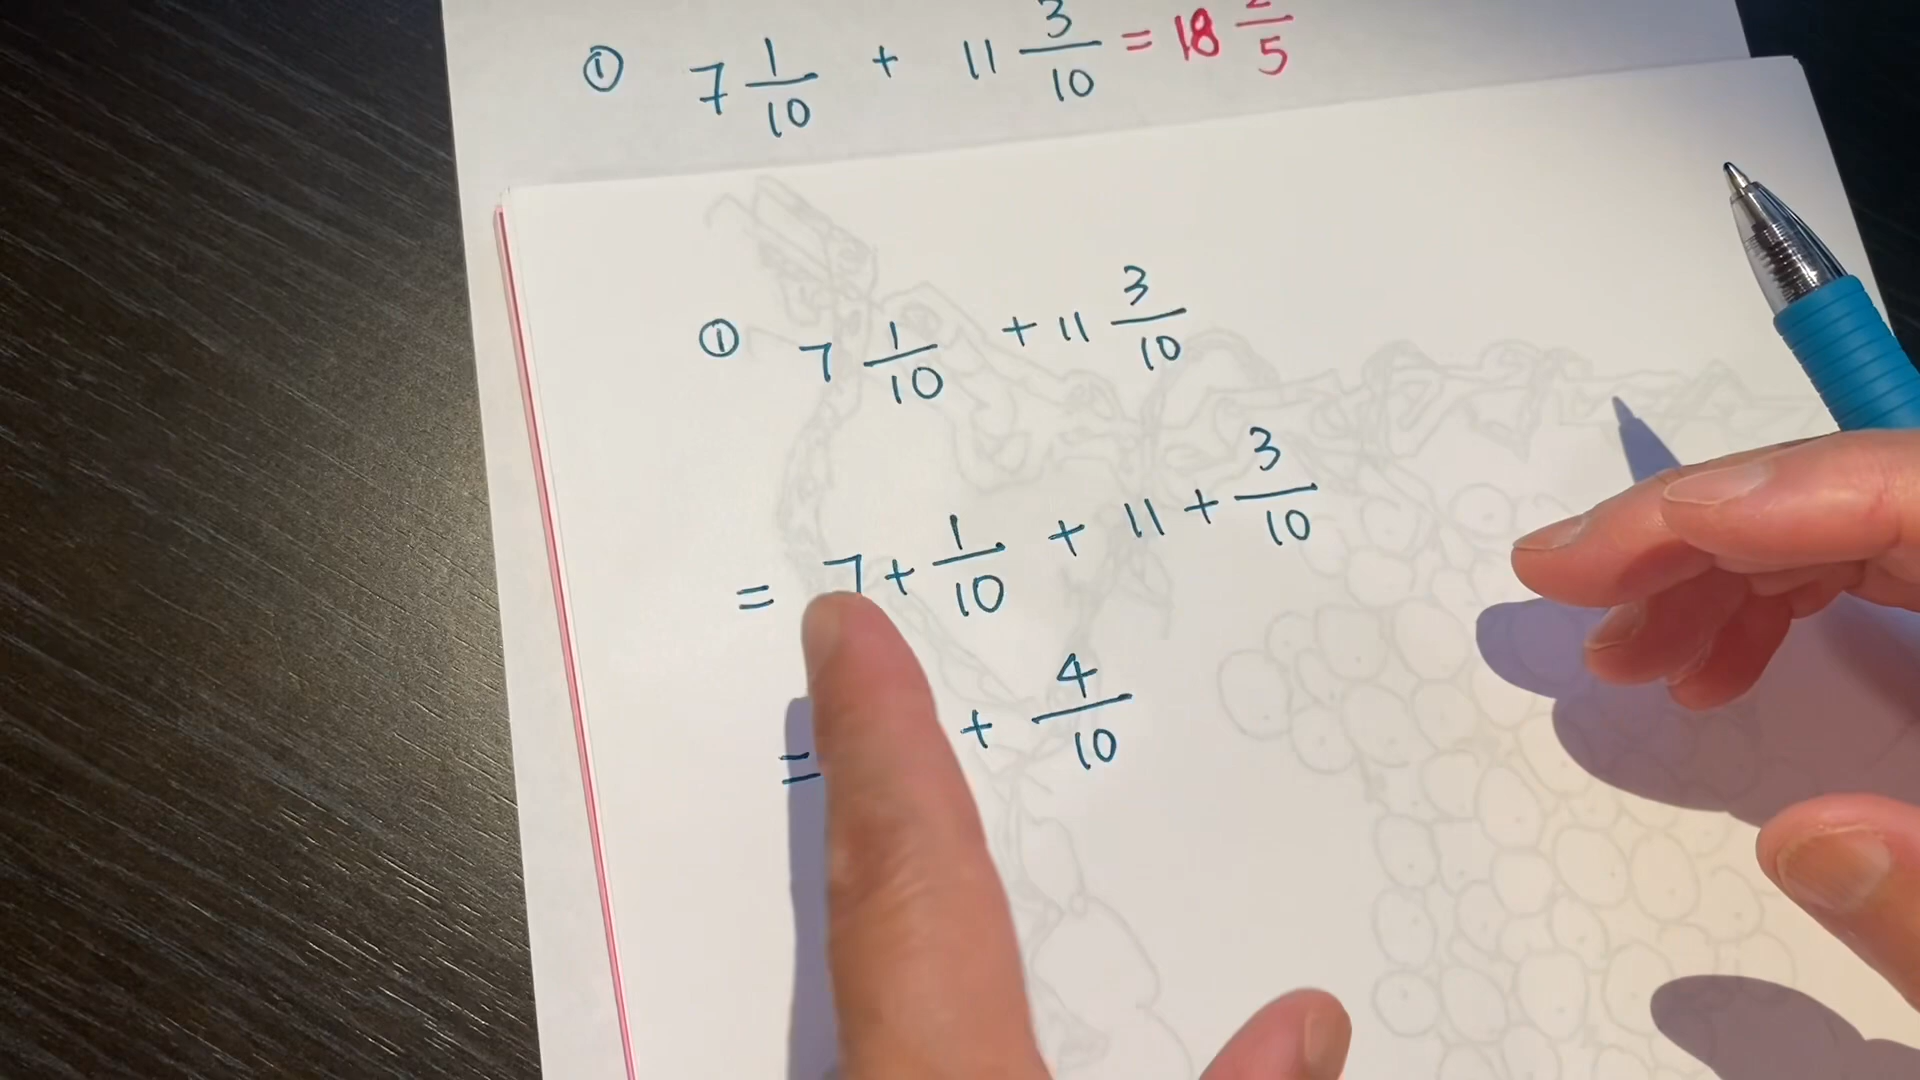 ① 7 1/10 + 11 3/10 = 18 2/5
① 7 1/10 + 11 3/10
= 7 + 1/10 + 11 + 3/10
= + 4/10